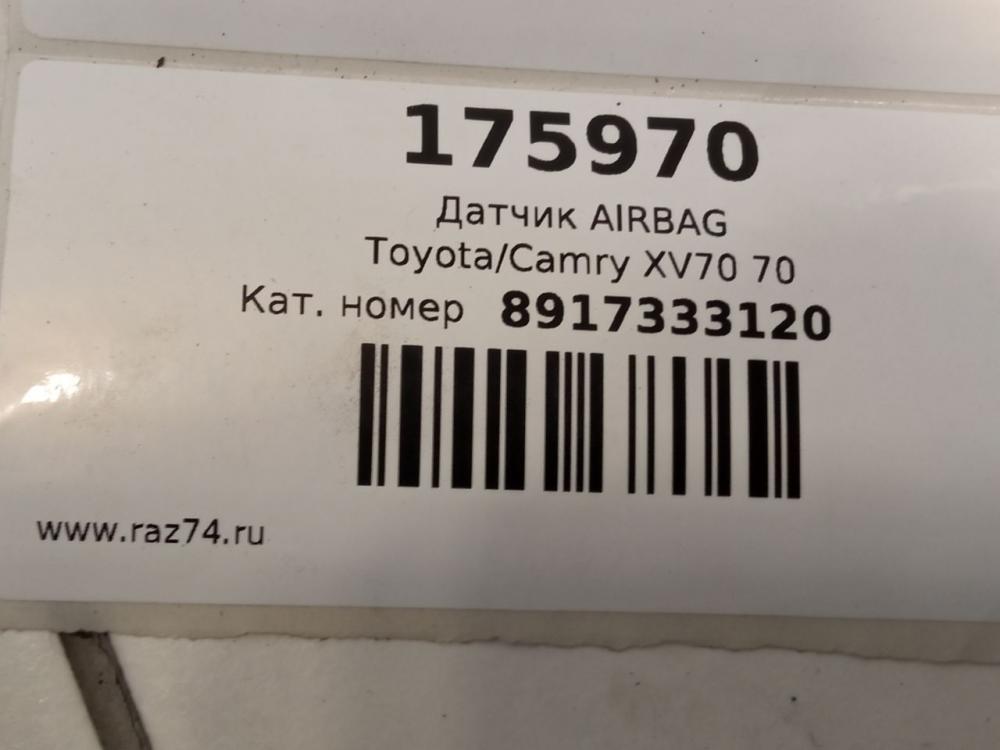 175970
Датчик AIRBAG
Toyota/Camry XV70 70
Кат. номер 8917333120
www.raz74.ru